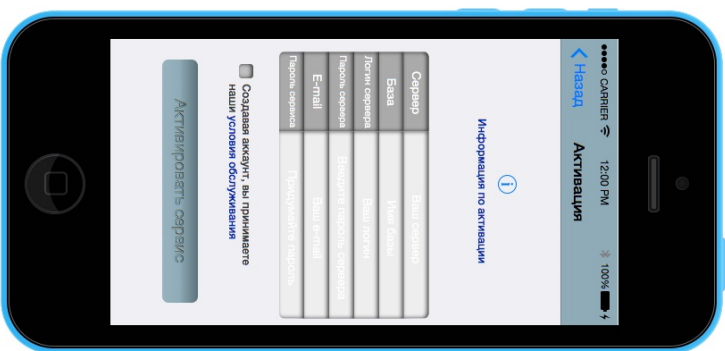 CARRIER 12:00 PM 100%
Назад Активация
Информация по активации
Сервер Ваш сервер
База Имя базы
Логин сервера Ваш логин
Пароль сервера Введите пароль сервера
E-mail Ваш e-mail
Пароль сервиса Придумайте пароль
Создавая аккаунт, вы принимаете
наши условия обслуживания
Активировать сервис